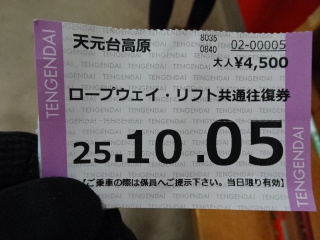 天元台高原
8035
0840
02-00005
大人¥4,500
ロープウェイ・リフト共通往復券
25.10.05
【ご乗車の際は係員へご提示下さい。当日限り有効】
TENGENDAI
TENGENDAI